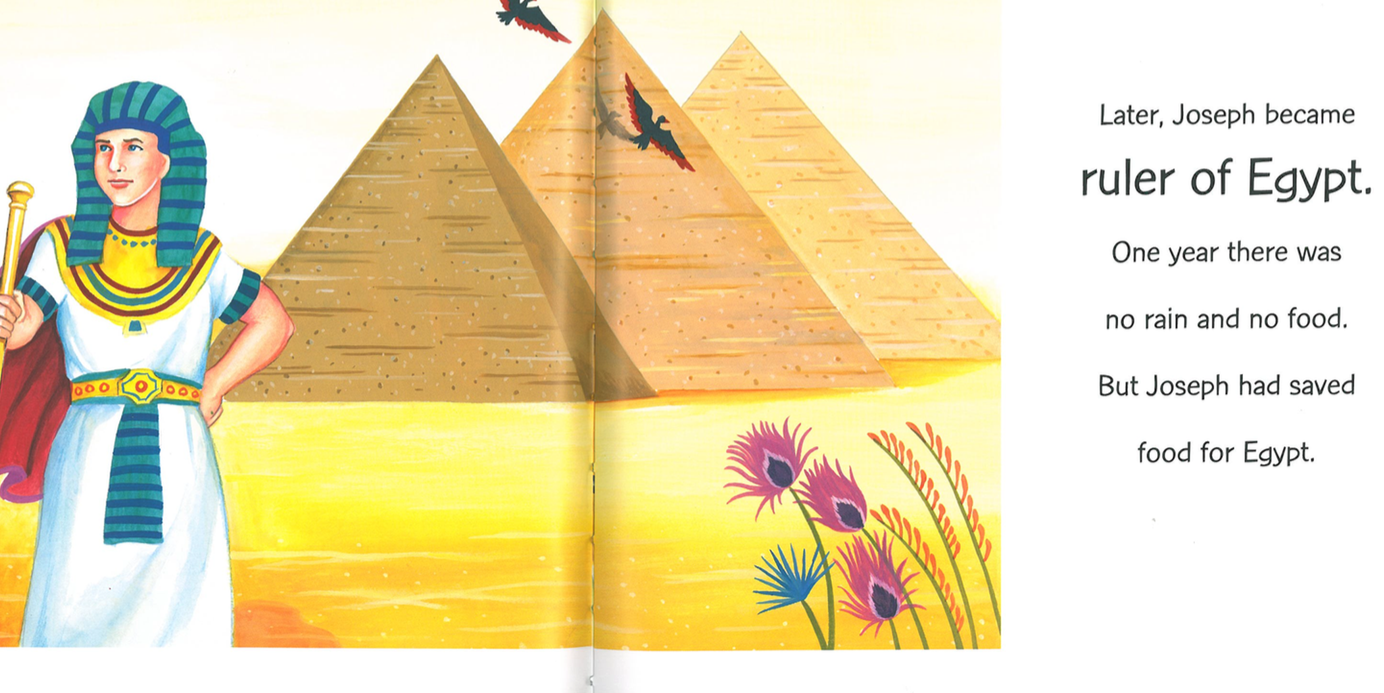 Later, Joseph became
ruler of Egypt.
One year there was
no rain and no food.
But Joseph had saved
food for Egypt.